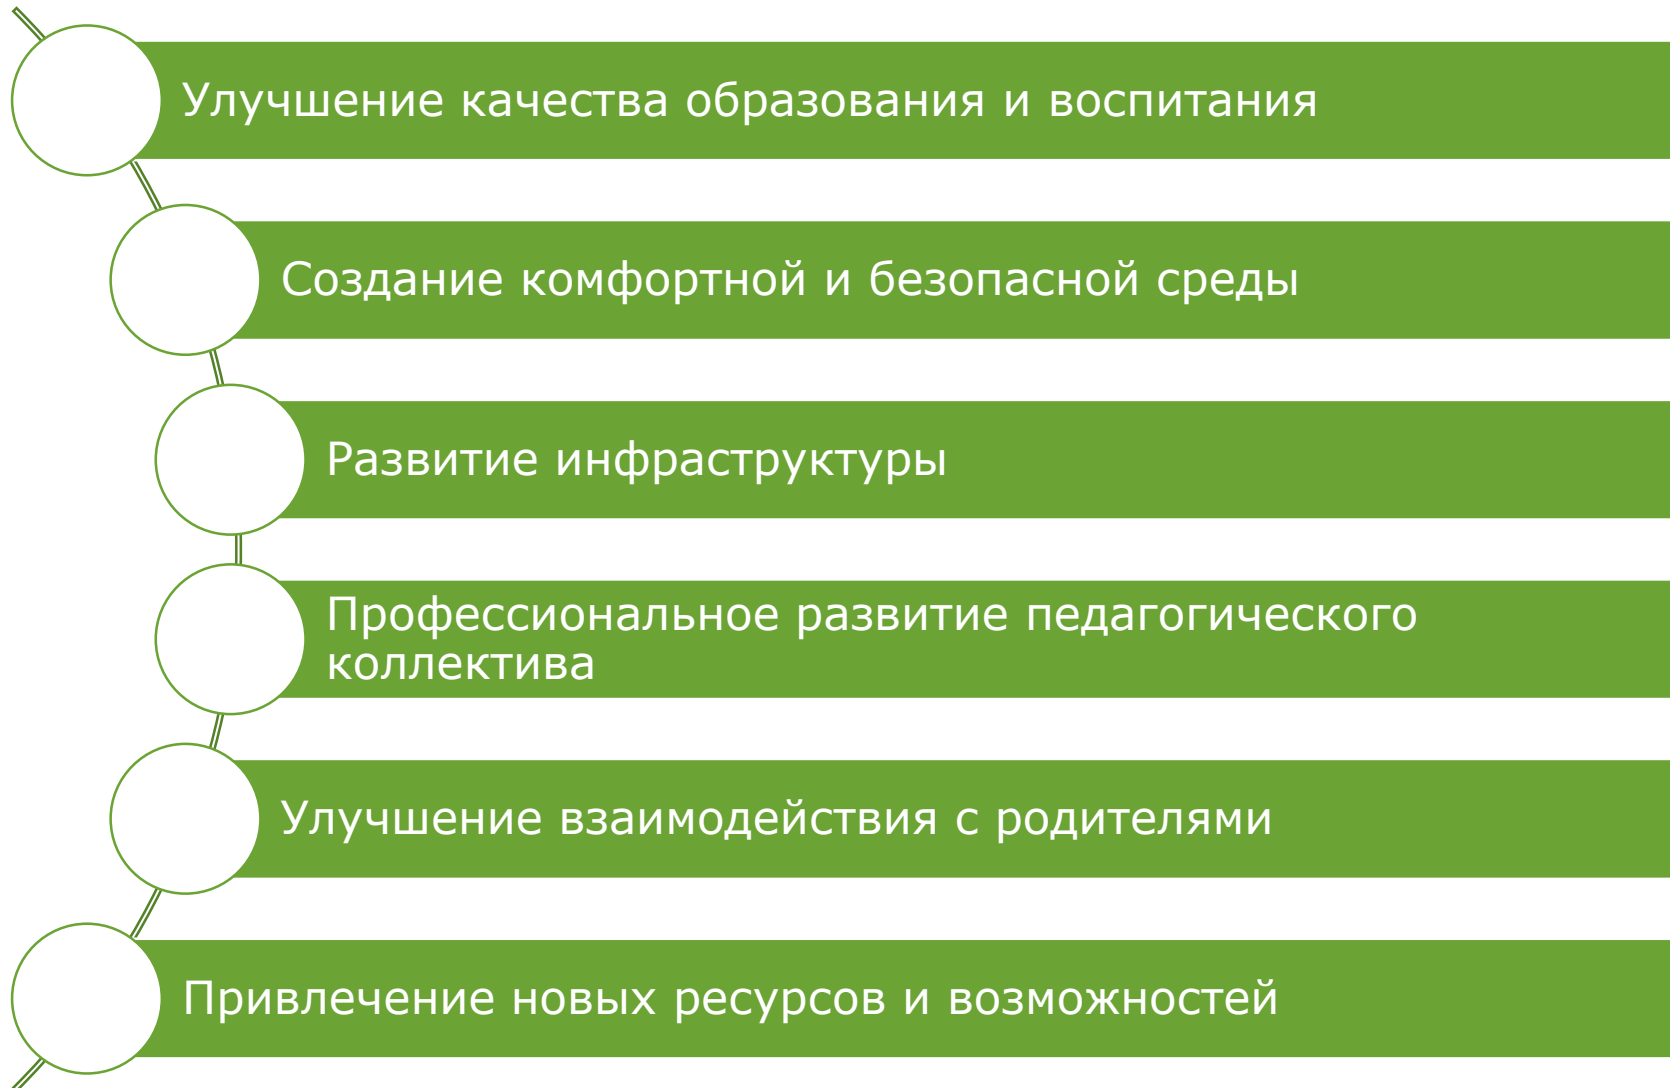 Улучшение качества образования и воспитания
Создание комфортной и безопасной среды
Развитие инфраструктуры
Профессиональное развитие педагогического
коллектива
Улучшение взаимодействия с родителями
Привлечение новых ресурсов и возможностей